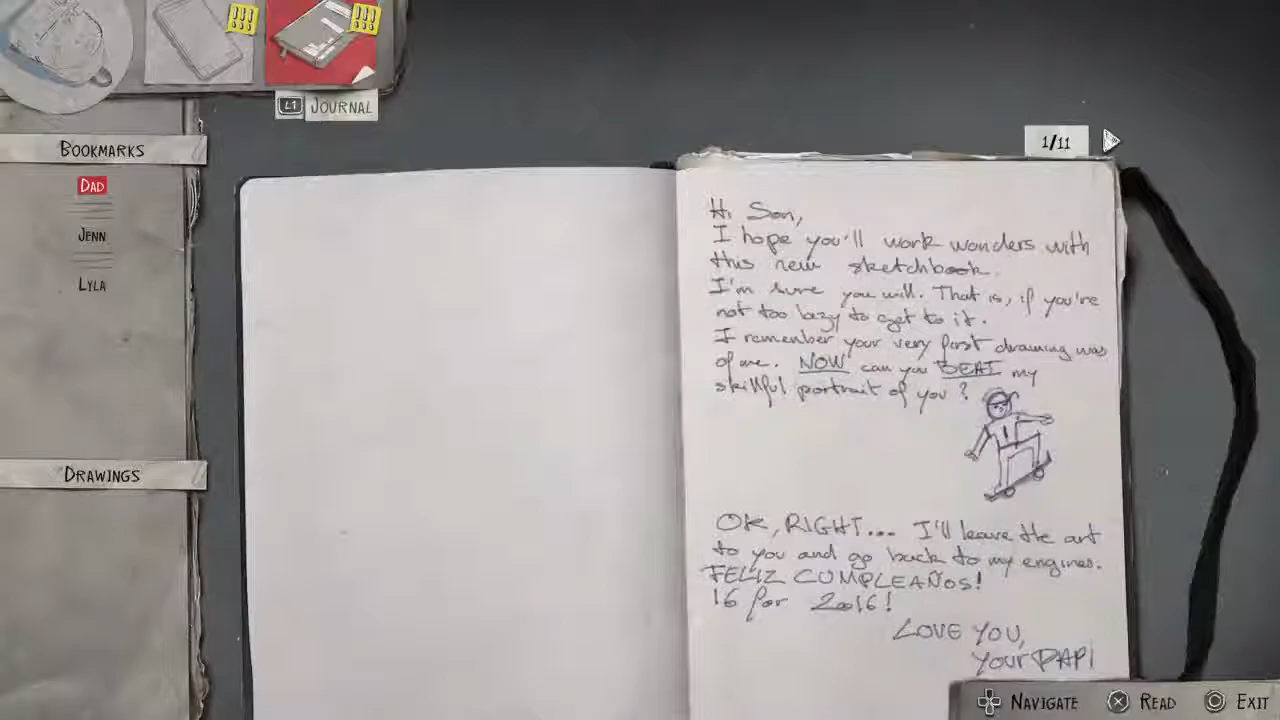 L1 JOURNAL
BOOKMARKS
DAD
JENN
LYLA
DRAWINGS
1/11
Hi Son,
I hope you'll work wonders with
this new sketchbook.
I'm sure you will. That is, if you're
not too lazy to get to it.
I remember your very first drawing was
of me. NOW can you BEAT my
skillful portrait of you?
OK, RIGHT... I'll leave the art
to you and go back to my engines.
FELIZ CUMPLEAÑOS!
16 for 2016!
LOVE YOU,
YOUR PAPI
NAVIGATE READ EXIT